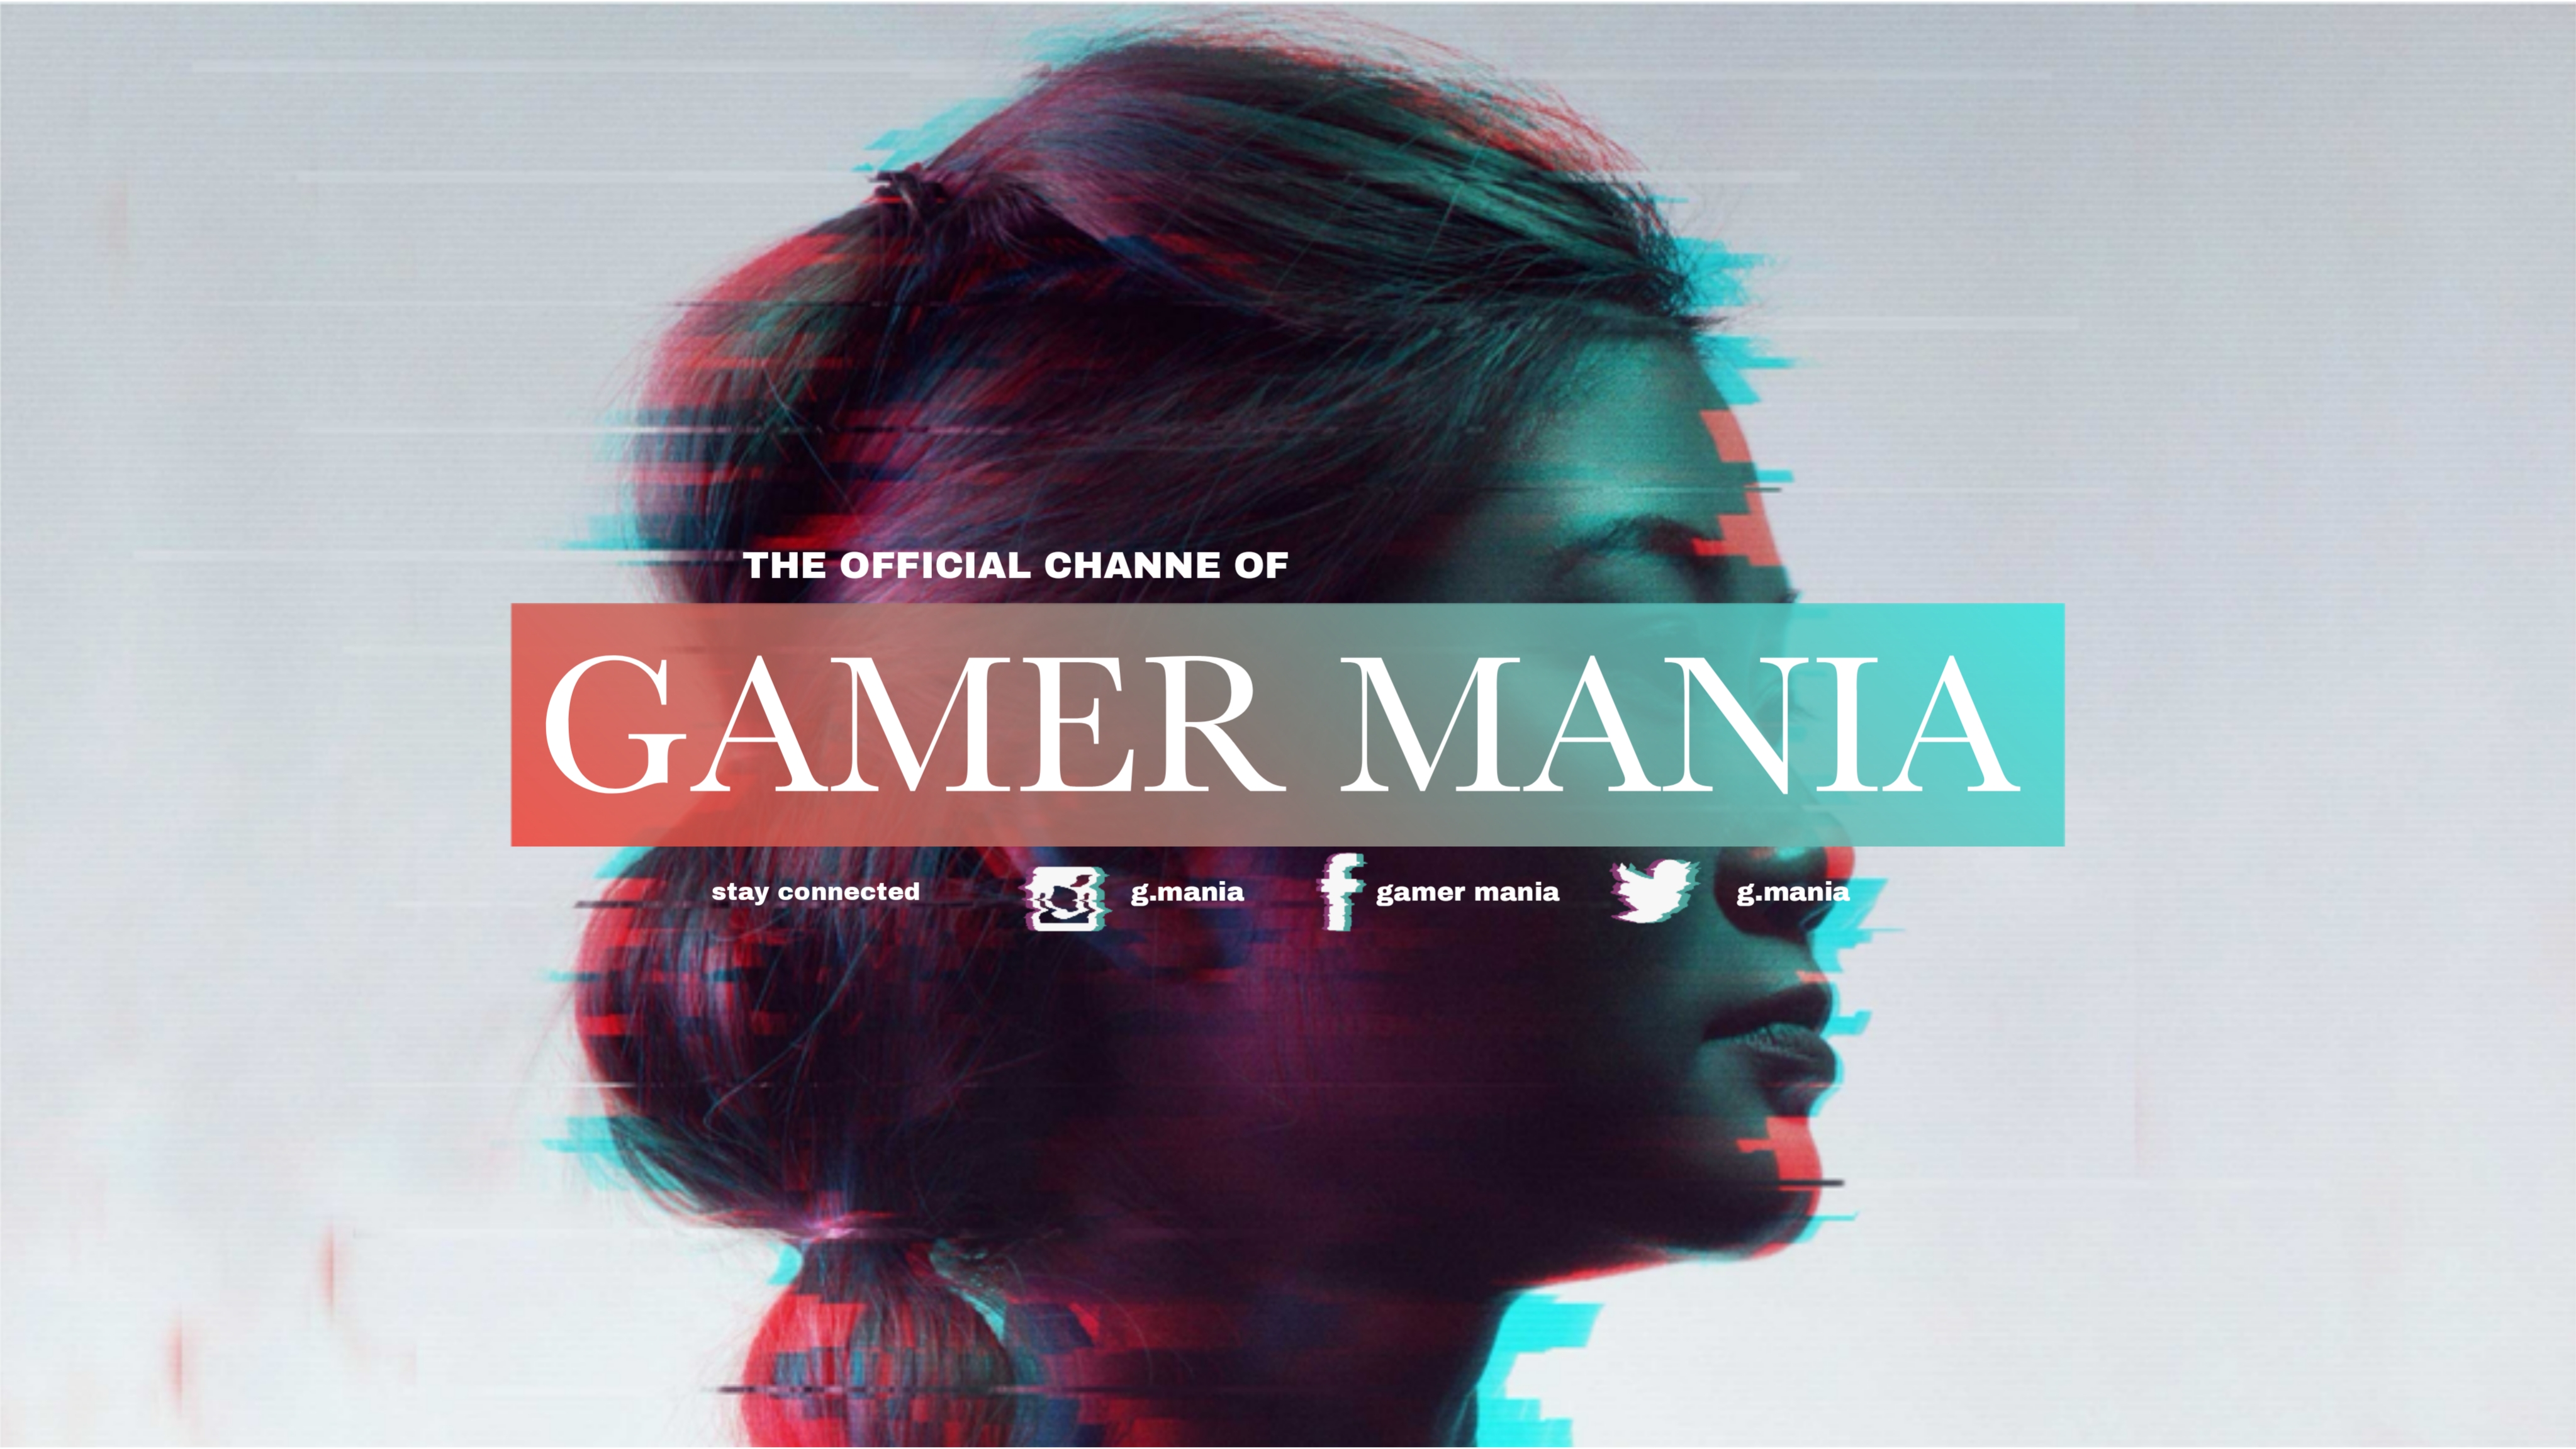 THE OFFICIAL CHANNE OF
GAMER MANIA
stay connected g.mania gamer mania g.mania